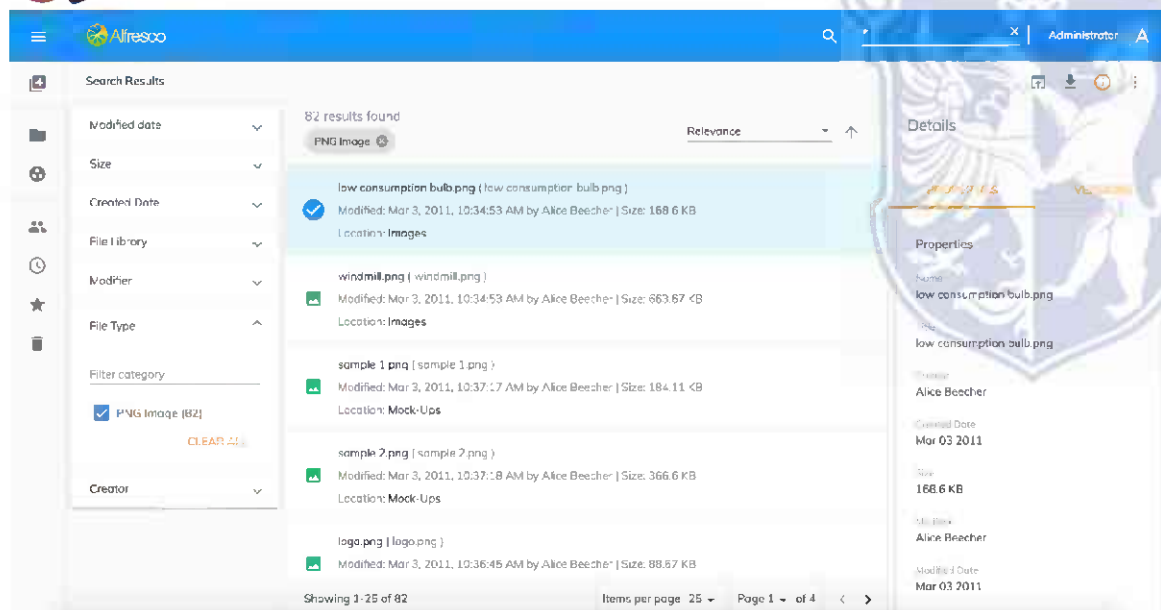 Alfresco
*
×
Administrator A
Search Results
Modified date
Size
Created Date
File Library
Modifier
File Type
Filter category
PNG Image (82)
CLEAR ALL
Creator
82 results found
PNG Image
Relevance
low consumption bulb.png ( low consumption bulb.png )
Modified: Mar 3, 2011, 10:34:53 AM by Alice Beecher | Size: 168.6 KB
Location: Images
windmill.png ( windmill.png )
Modified: Mar 3, 2011, 10:34:53 AM by Alice Beecher | Size: 663.67 KB
Location: Images
sample 1.png ( sample 1.png )
Modified: Mar 3, 2011, 10:37:17 AM by Alice Beecher | Size: 184.11 KB
Location: Mock-Ups
sample 2.png ( sample 2.png )
Modified: Mar 3, 2011, 10:37:18 AM by Alice Beecher | Size: 366.6 KB
Location: Mock-Ups
logo.png ( logo.png )
Modified: Mar 3, 2011, 10:36:45 AM by Alice Beecher | Size: 88.67 KB
Showing 1-25 of 82
Items per page 25
Page 1 of 4
Details
PROPERTIES
VERSIONS
Properties
Name
low consumption bulb.png
Title
low consumption bulb.png
Creator
Alice Beecher
Created Date
Mar 03 2011
Size
168.6 KB
Modifier
Alice Beecher
Modified Date
Mar 03 2011